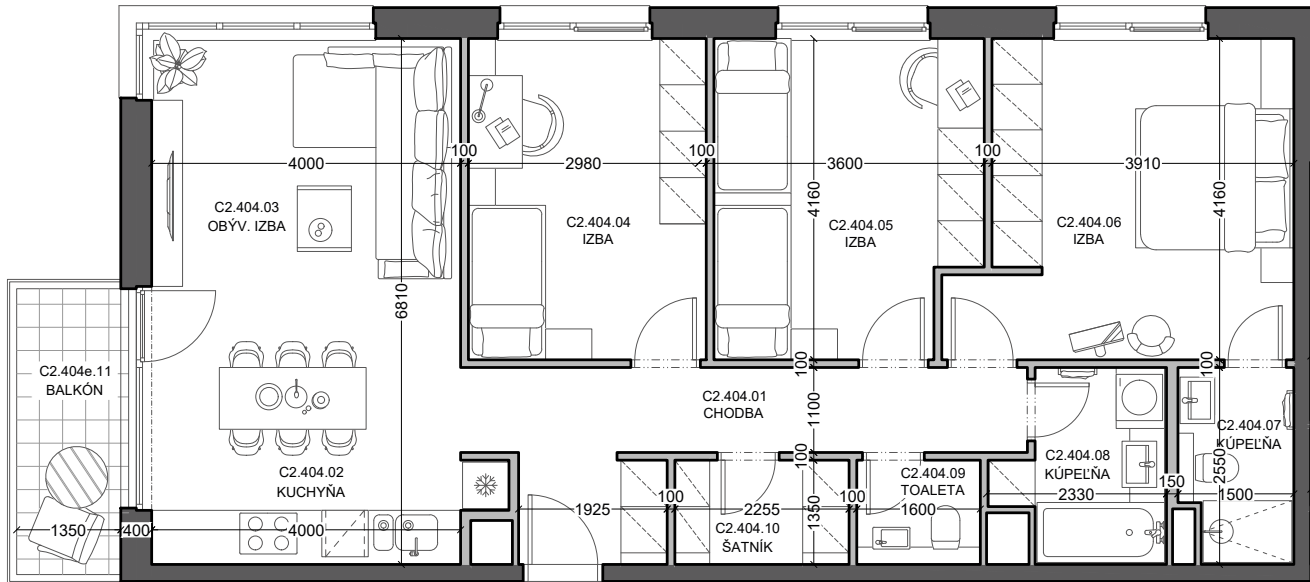 100
4000
100
2980
100
3600
100
3910
C2.404.03
OBÝV. IZBA
C2.404.04
IZBA
4160
C2.404.05
IZBA
C2.404.06
IZBA
4160
6810
C2.404e.11
BALKÓN
C2.404.01
CHODBA
100
1100
100
100
C2.404.02
KUCHYŇA
C2.404.09
TOALETA
C2.404.08
KÚPEĽŇA
C2.404.07
KÚPEĽŇA
2550
1350
400
4000
1925
100
2255
C2.404.10
ŠATNÍK
1350
100
1600
2330
150
1500